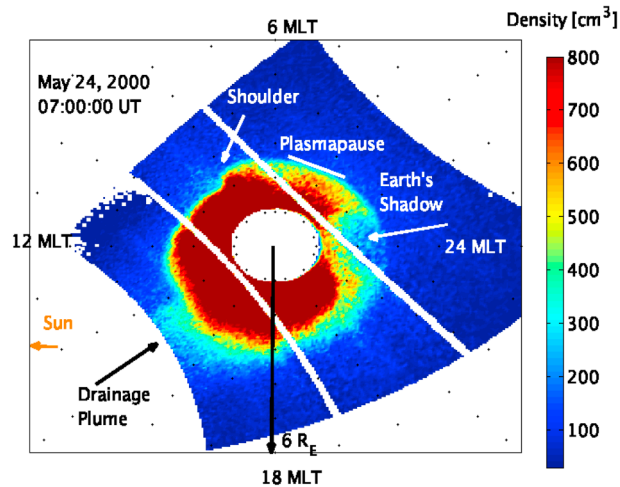 Density [cm³]
6 MLT
May 24, 2000
07:00:00 UT
Shoulder
Plasmapause
Earth's
Shadow
12 MLT
24 MLT
Sun
Drainage
Plume
6 R_E
18 MLT
800
700
600
500
400
300
200
100